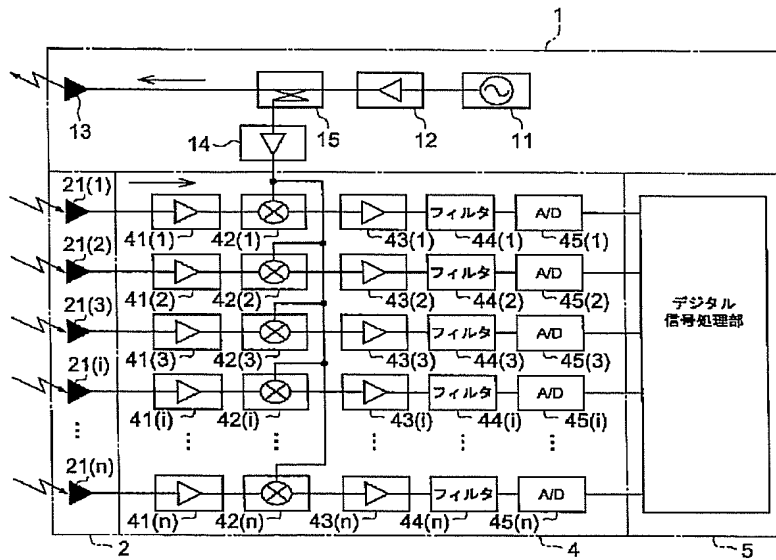 1
13
15
12
11
14
21(1)
41(1)
42(1)
43(1)
フィルタ
44(1)
A/D
45(1)
21(2)
41(2)
42(2)
43(2)
フィルタ
44(2)
A/D
45(2)
21(3)
41(3)
42(3)
43(3)
フィルタ
44(3)
A/D
45(3)
21(i)
41(i)
42(i)
43(i)
フィルタ
44(i)
A/D
45(i)
21(n)
41(n)
42(n)
43(n)
フィルタ
44(n)
A/D
45(n)
デジタル
信号処理部
2
4
5